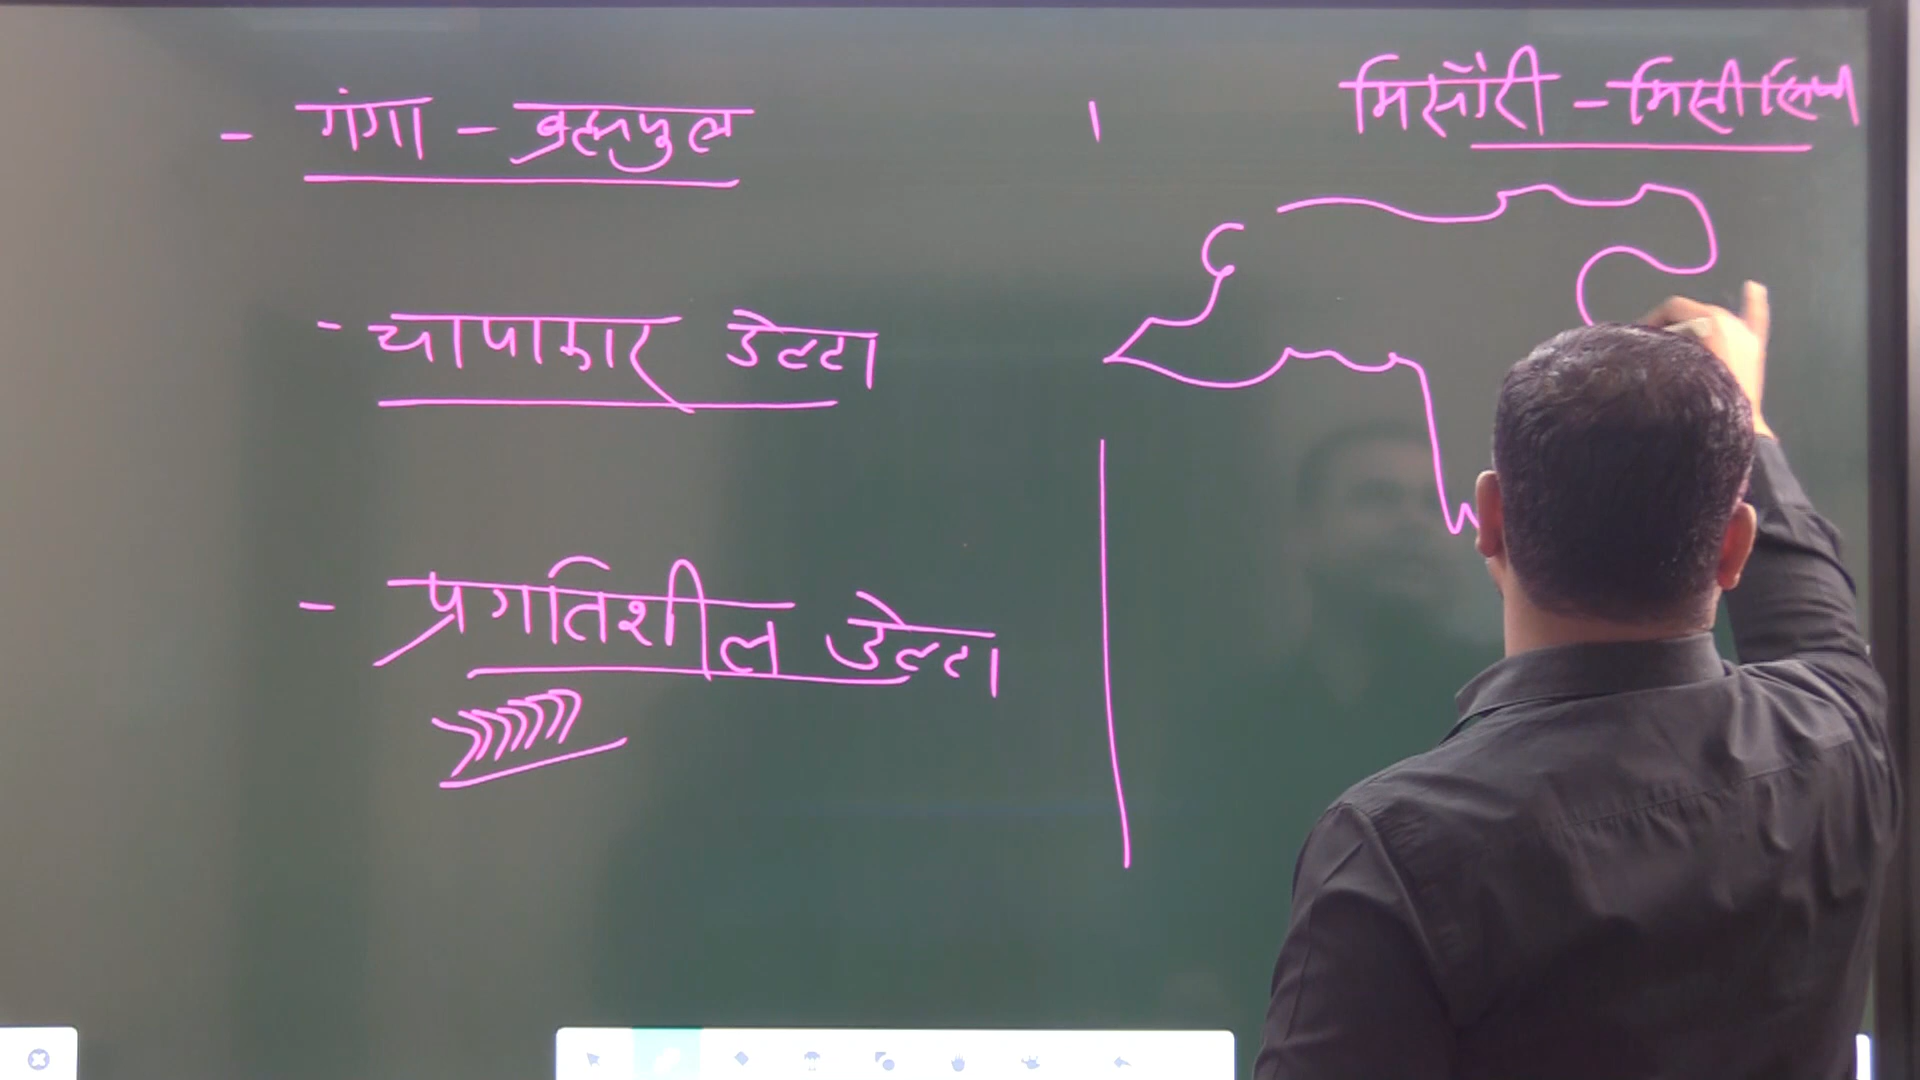 - गंगा - ब्रह्मपुत्र
- चापाकार डेल्टा
- प्रगतिशील डेल्टा
मिसौरी - मिसीसिपी